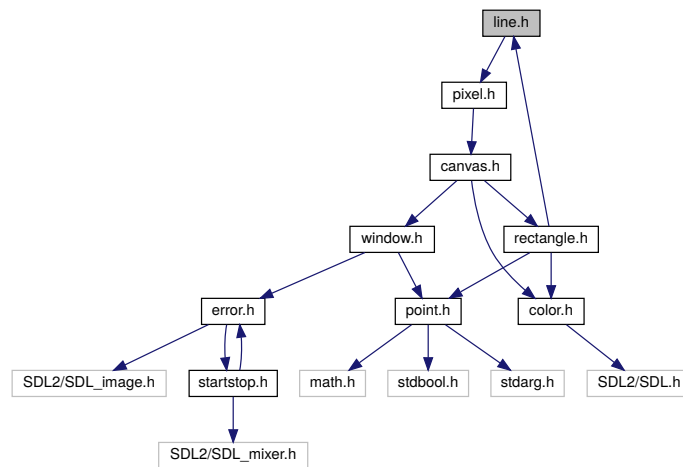 line.h
pixel.h
canvas.h
window.h
rectangle.h
error.h
point.h
color.h
SDL2/SDL_image.h
startstop.h
math.h
stdbool.h
stdarg.h
SDL2/SDL.h
SDL2/SDL_mixer.h